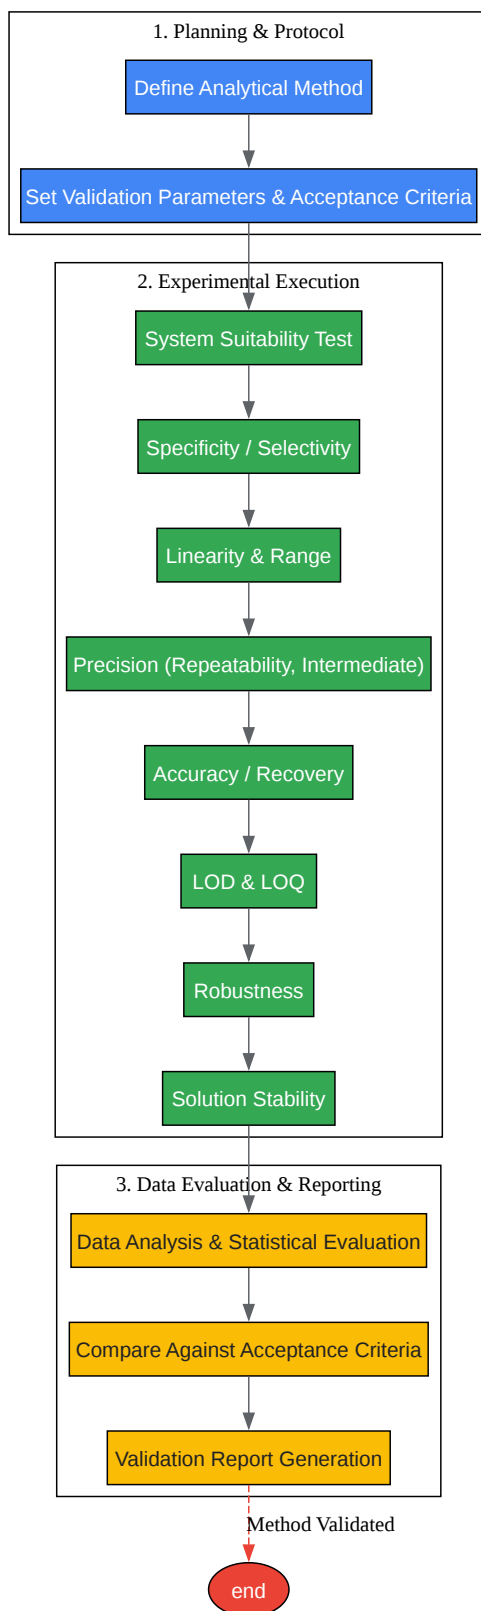 1. Planning & Protocol
Define Analytical Method
Set Validation Parameters & Acceptance Criteria
2. Experimental Execution
System Suitability Test
Specificity / Selectivity
Linearity & Range
Precision (Repeatability, Intermediate)
Accuracy / Recovery
LOD & LOQ
Robustness
Solution Stability
3. Data Evaluation & Reporting
Data Analysis & Statistical Evaluation
Compare Against Acceptance Criteria
Validation Report Generation
Method Validated
end